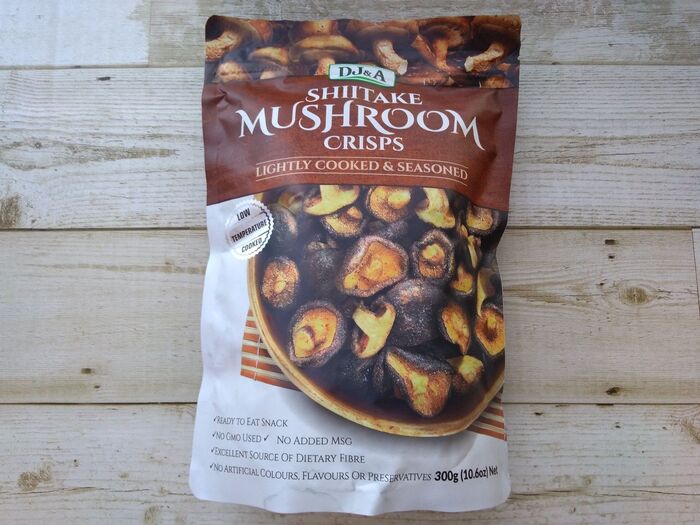 DJ&A
SHIITAKE
MUSHROOM
CRISPS
LIGHTLY COOKED & SEASONED
LOW
TEMPERATURE
COOKED
✓READY TO EAT SNACK
✓NO GMO USED ✓ NO ADDED MSG
✓EXCELLENT SOURCE OF DIETARY FIBRE
✓NO ARTIFICIAL COLOURS, FLAVOURS OR PRESERVATIVES 300g (10.6oz) Net